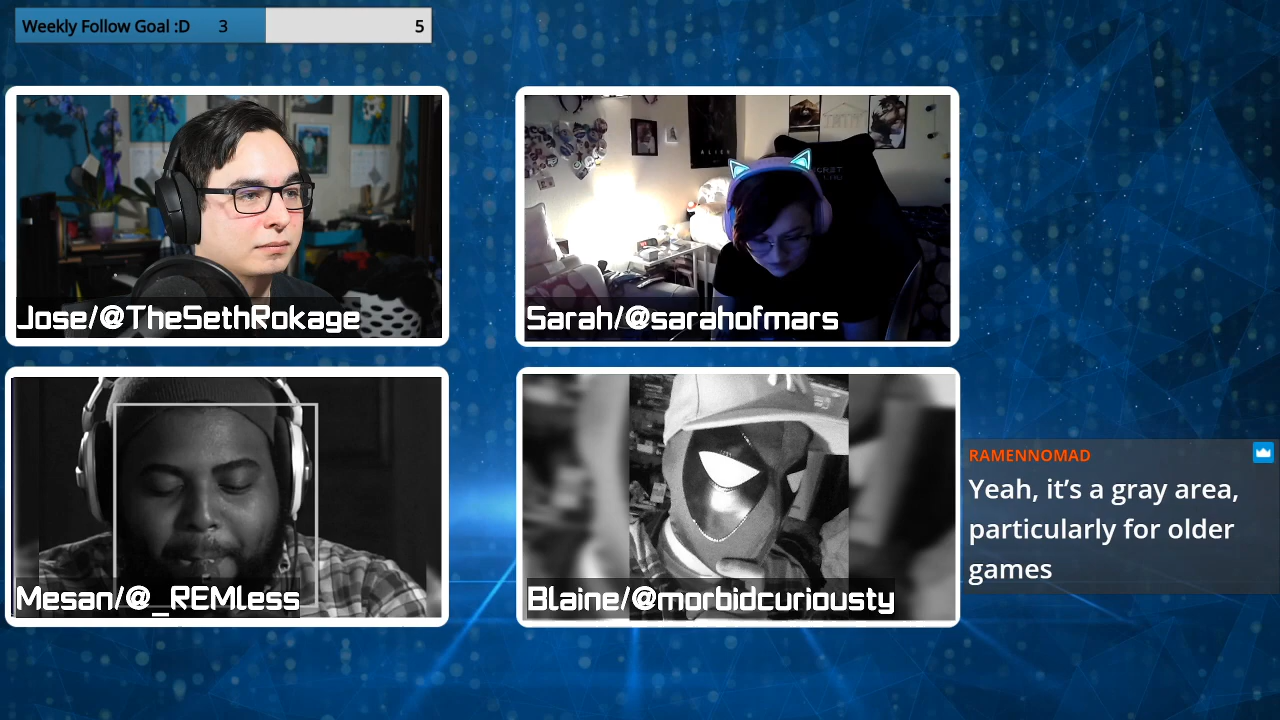 Weekly Follow Goal :D 3 5
ALIEN
Jose/@TheSethRokage
Sarah/@sarahofmars
RAMENNOMAD
Yeah, it’s a gray area,
particularly for older
games
Mesan/@_REMless
Blaine/@morbidcuriousty